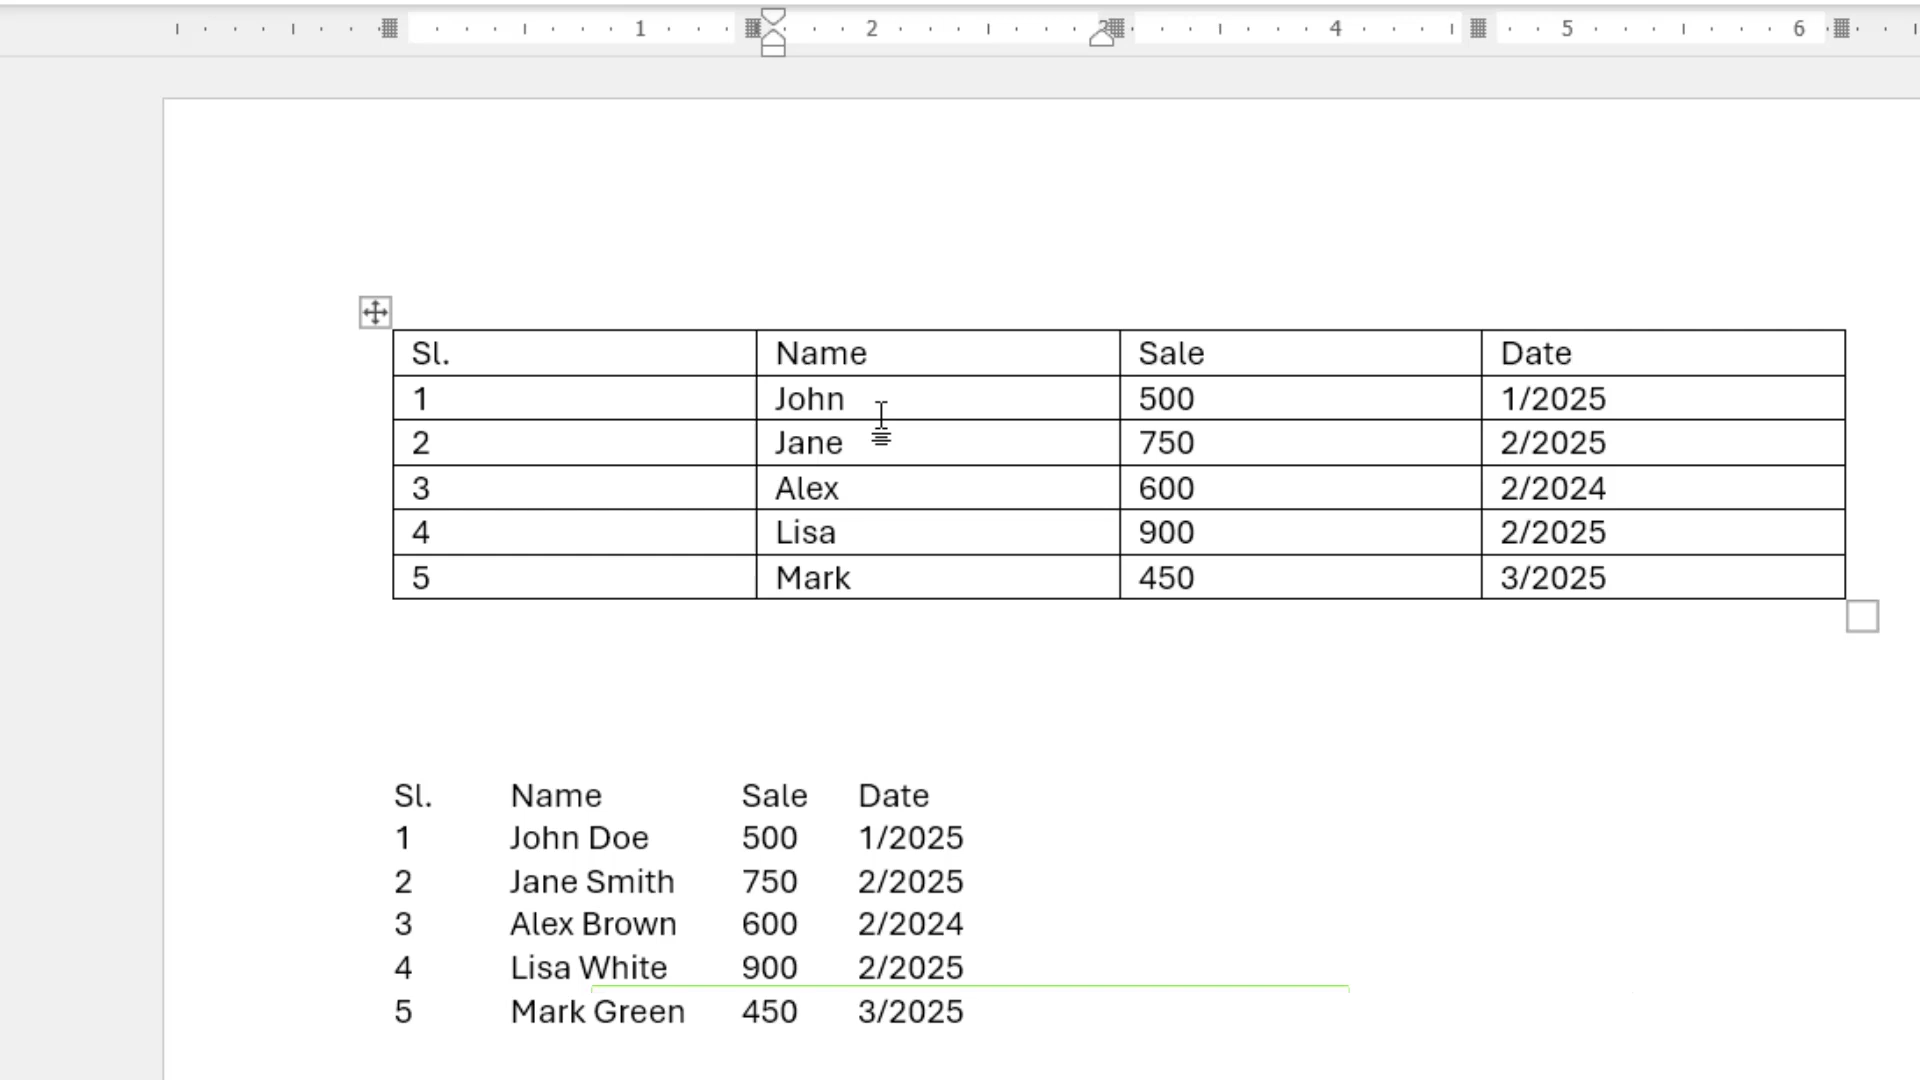 1 2 3 4 5 6
Sl. Name Sale Date
1 John 500 1/2025
2 Jane 750 2/2025
3 Alex 600 2/2024
4 Lisa 900 2/2025
5 Mark 450 3/2025
Sl. Name Sale Date
1 John Doe 500 1/2025
2 Jane Smith 750 2/2025
3 Alex Brown 600 2/2024
4 Lisa White 900 2/2025
5 Mark Green 450 3/2025